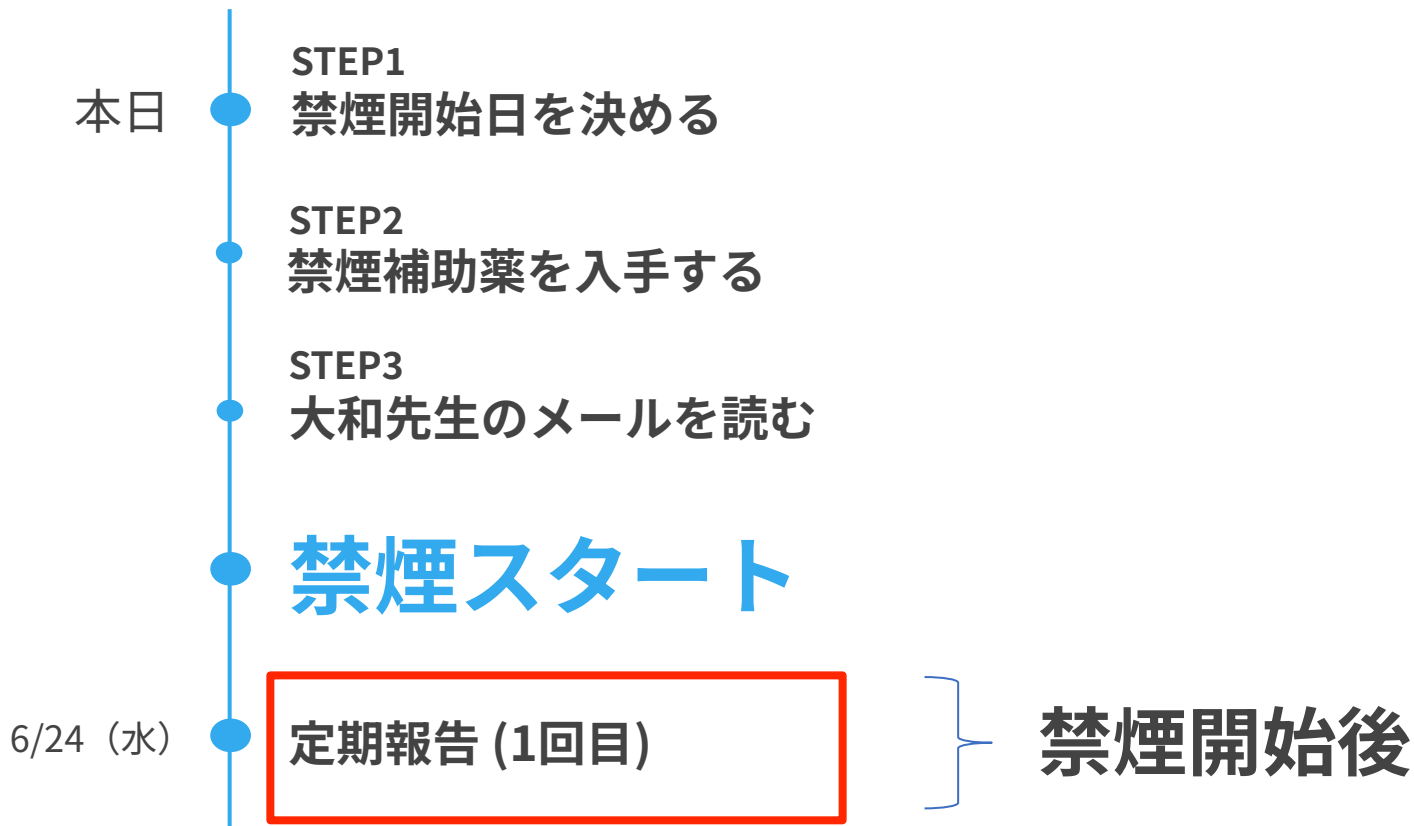 STEP1
本日 禁煙開始日を決める
STEP2
禁煙補助薬を入手する
STEP3
大和先生のメールを読む
禁煙スタート
6/24（水） 定期報告 (1回目) 禁煙開始後